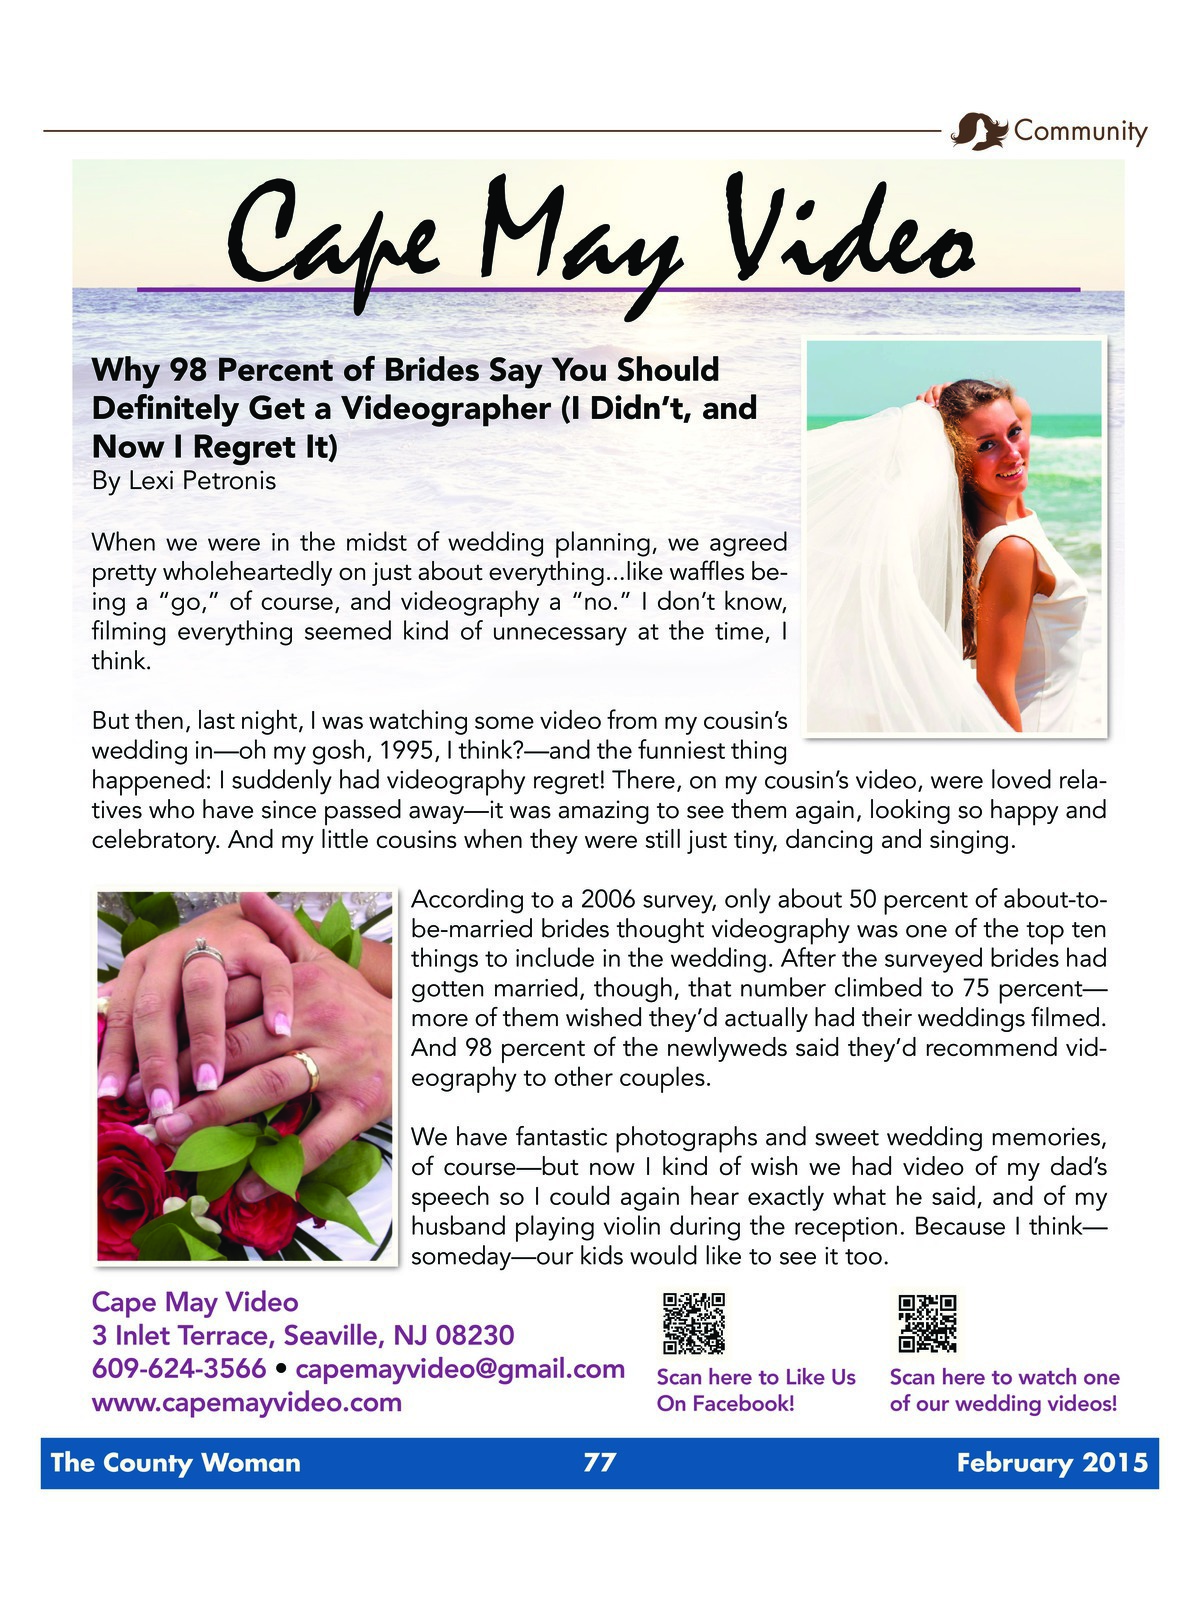 Community
Cape May Video
Why 98 Percent of Brides Say You Should
Definitely Get a Videographer (I Didn’t, and
Now I Regret It)
By Lexi Petronis
When we were in the midst of wedding planning, we agreed
pretty wholeheartedly on just about everything...like waffles be-
ing a “go,” of course, and videography a “no.” I don’t know,
filming everything seemed kind of unnecessary at the time, I
think.
But then, last night, I was watching some video from my cousin’s
wedding in—oh my gosh, 1995, I think?—and the funniest thing
happened: I suddenly had videography regret! There, on my cousin’s video, were loved rela-
tives who have since passed away—it was amazing to see them again, looking so happy and
celebratory. And my little cousins when they were still just tiny, dancing and singing.
According to a 2006 survey, only about 50 percent of about-to-
be-married brides thought videography was one of the top ten
things to include in the wedding. After the surveyed brides had
gotten married, though, that number climbed to 75 percent—
more of them wished they’d actually had their weddings filmed.
And 98 percent of the newlyweds said they’d recommend vid-
eography to other couples.
We have fantastic photographs and sweet wedding memories,
of course—but now I kind of wish we had video of my dad’s
speech so I could again hear exactly what he said, and of my
husband playing violin during the reception. Because I think—
someday—our kids would like to see it too.
Cape May Video
3 Inlet Terrace, Seaville, NJ 08230
609-624-3566 • capemayvideo@gmail.com
www.capemayvideo.com
Scan here to Like Us
On Facebook!
Scan here to watch one
of our wedding videos!
The County Woman 77 February 2015